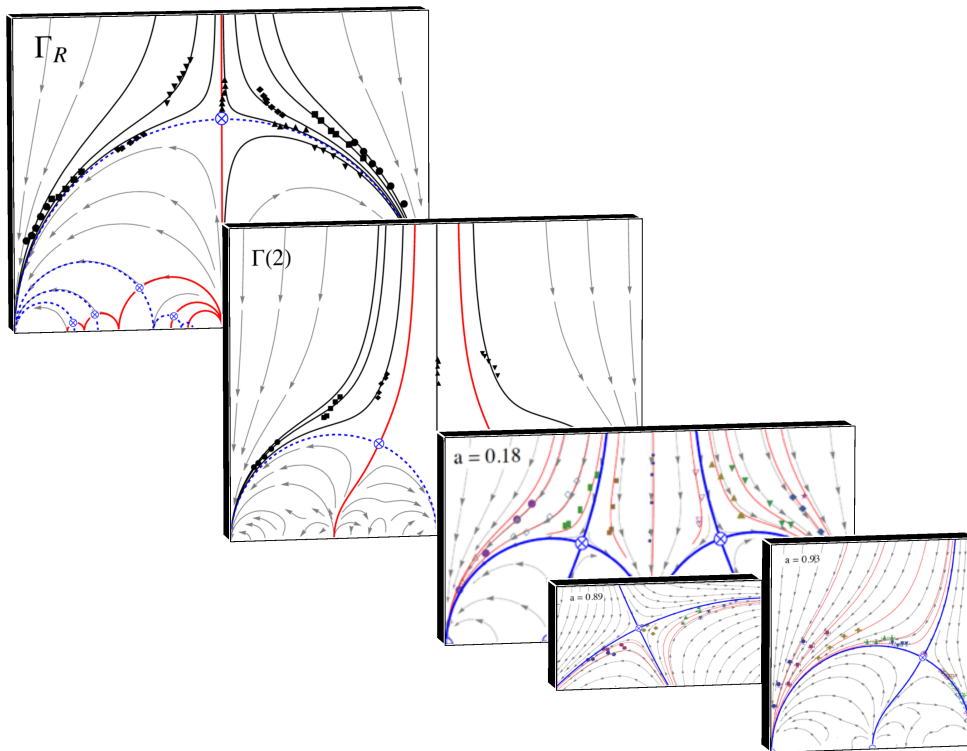 Γ_R
Γ(2)
a = 0.18
a = 0.89
a = 0.93